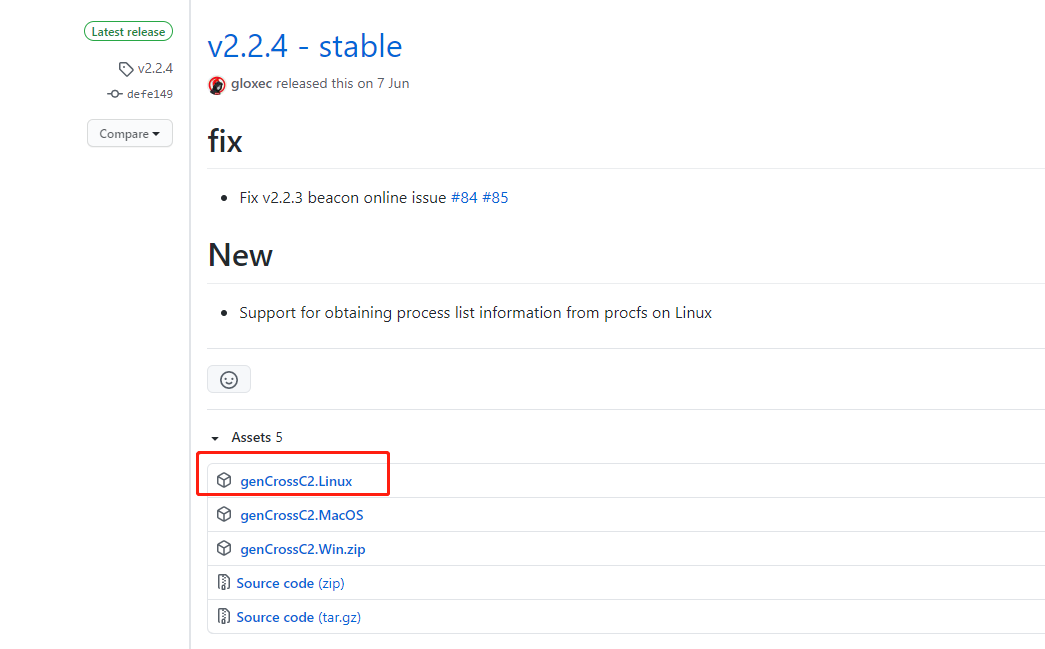 Latest release
v2.2.4
defe149
Compare
v2.2.4 - stable
gloxec released this on 7 Jun
fix
Fix v2.2.3 beacon online issue #84 #85
New
Support for obtaining process list information from procfs on Linux
Assets 5
genCrossC2.Linux
genCrossC2.MacOS
genCrossC2.Win.zip
Source code (zip)
Source code (tar.gz)